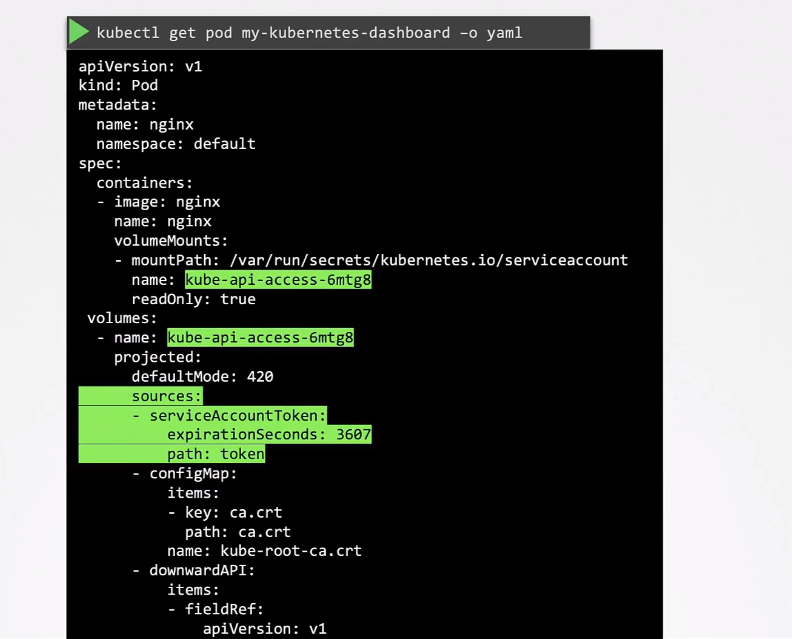 kubectl get pod my-kubernetes-dashboard –o yaml
apiVersion: v1
kind: Pod
metadata:
  name: nginx
  namespace: default
spec:
  containers:
  - image: nginx
    name: nginx
    volumeMounts:
    - mountPath: /var/run/secrets/kubernetes.io/serviceaccount
      name: kube-api-access-6mtg8
      readOnly: true
 volumes:
  - name: kube-api-access-6mtg8
    projected:
      defaultMode: 420
      sources:
      - serviceAccountToken:
          expirationSeconds: 3607
          path: token
      - configMap:
          items:
          - key: ca.crt
            path: ca.crt
          name: kube-root-ca.crt
      - downwardAPI:
          items:
          - fieldRef:
              apiVersion: v1